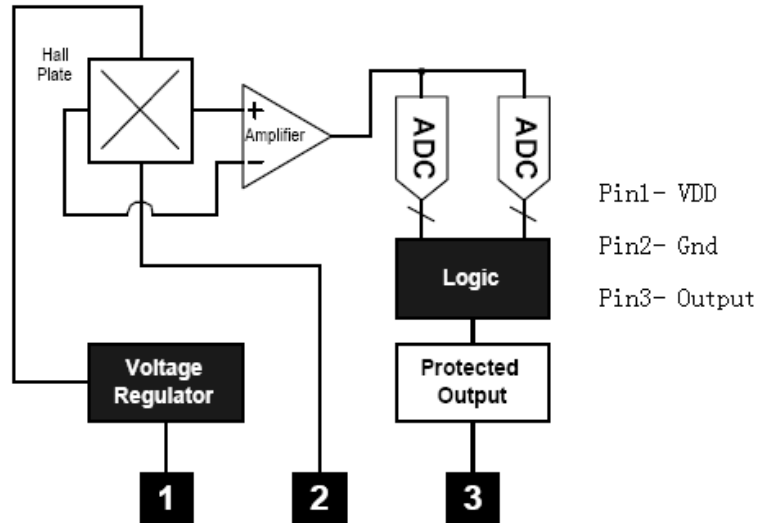 Hall
Plate
+
Amplifier
−
ADC
ADC
Pin1- VDD
Pin2- Gnd
Logic
Pin3- Output
Voltage
Regulator
Protected
Output
1
2
3